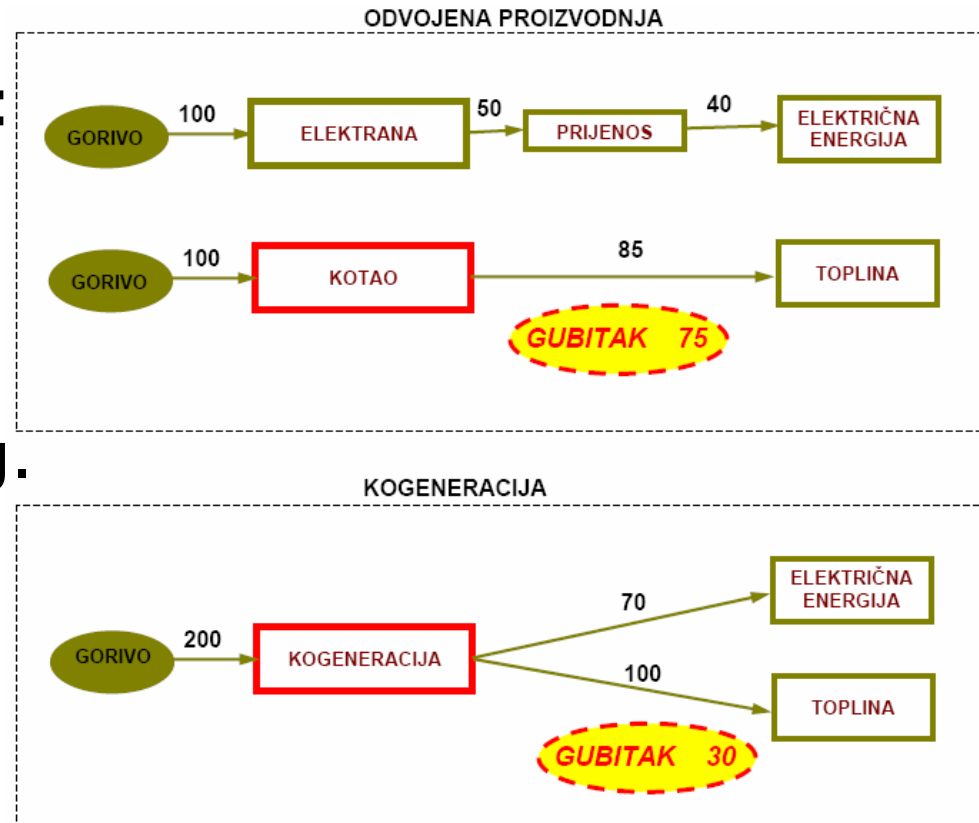 ODVOJENA PROIZVODNJA
:
GORIVO
100
ELEKTRANA
50
PRIJENOS
40
ELEKTRIČNA
ENERGIJA
GORIVO
100
KOTAO
85
TOPLINA
GUBITAK 75
.
KOGENERACIJA
GORIVO
200
KOGENERACIJA
70
ELEKTRIČNA
ENERGIJA
100
TOPLINA
GUBITAK 30